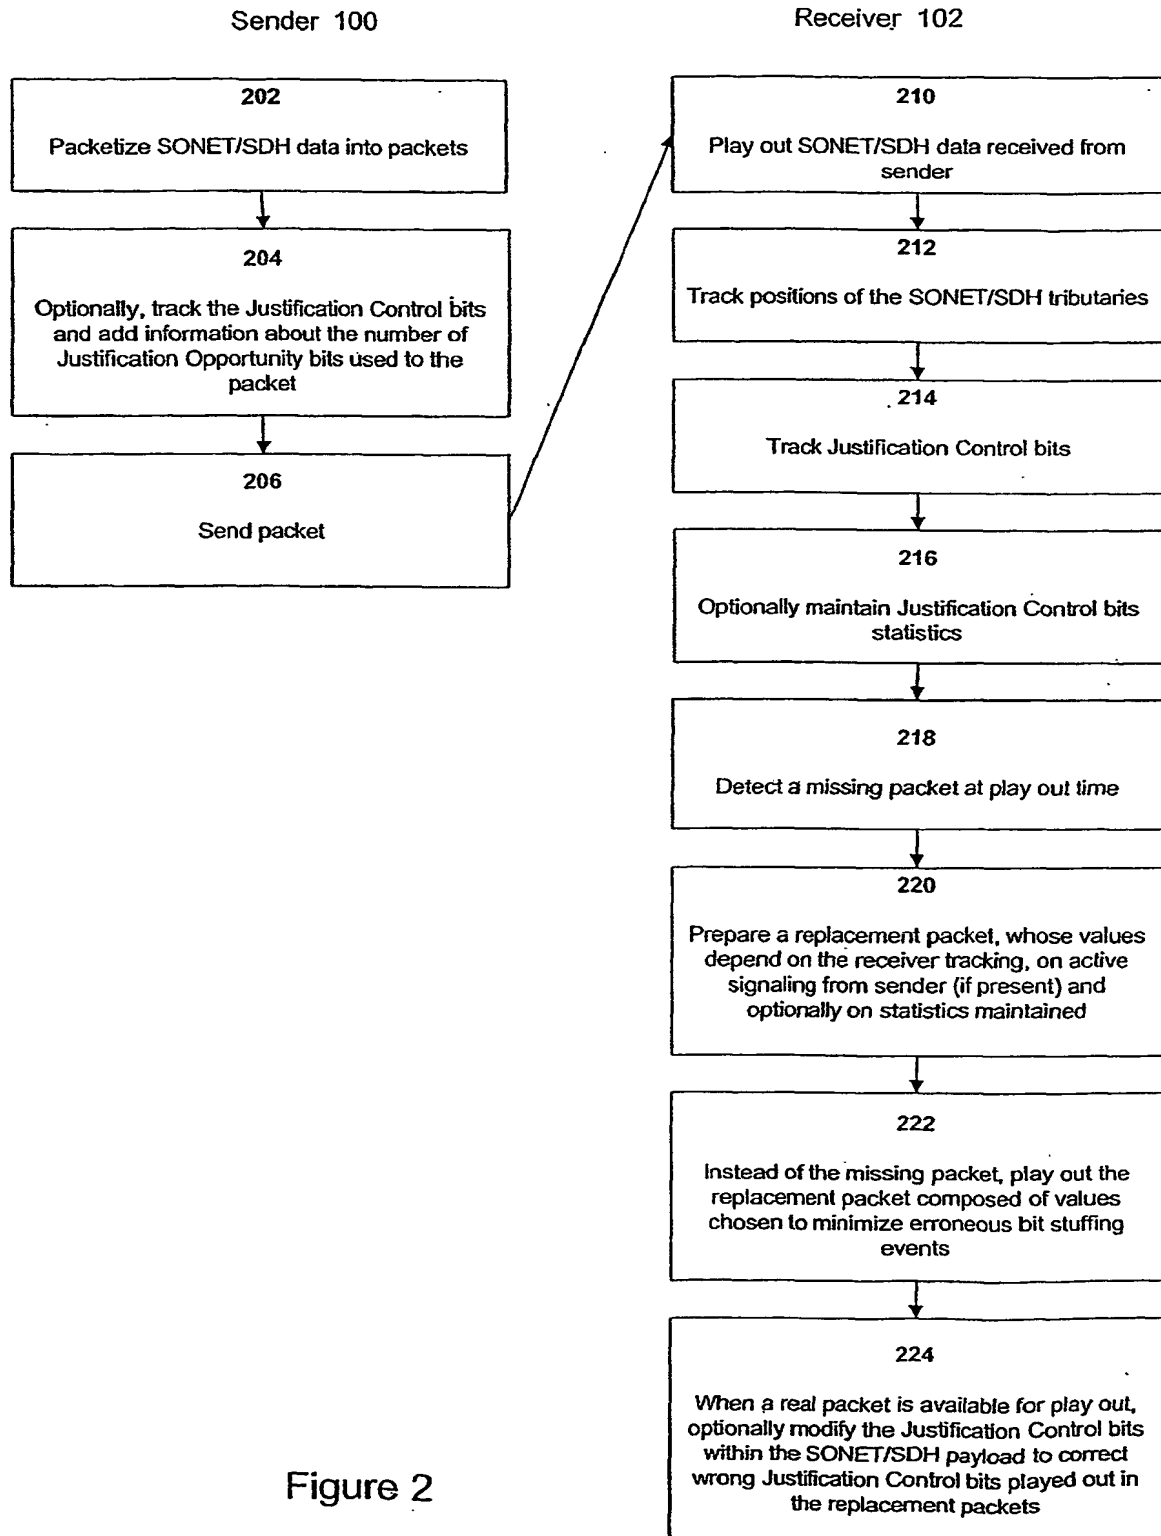 Sender 100
202
Packetize SONET/SDH data into packets
204
Optionally, track the Justification Control bits
and add information about the number of
Justification Opportunity bits used to the
packet
206
Send packet
Receiver 102
210
Play out SONET/SDH data received from
sender
212
Track positions of the SONET/SDH tributaries
214
Track Justification Control bits
216
Optionally maintain Justification Control bits
statistics
218
Detect a missing packet at play out time
220
Prepare a replacement packet, whose values
depend on the receiver tracking, on active
signaling from sender (if present) and
optionally on statistics maintained
222
Instead of the missing packet, play out the
replacement packet composed of values
chosen to minimize erroneous bit stuffing
events
224
When a real packet is available for play out,
optionally modify the Justification Control bits
within the SONET/SDH payload to correct
wrong Justification Control bits played out in
the replacement packets
Figure 2